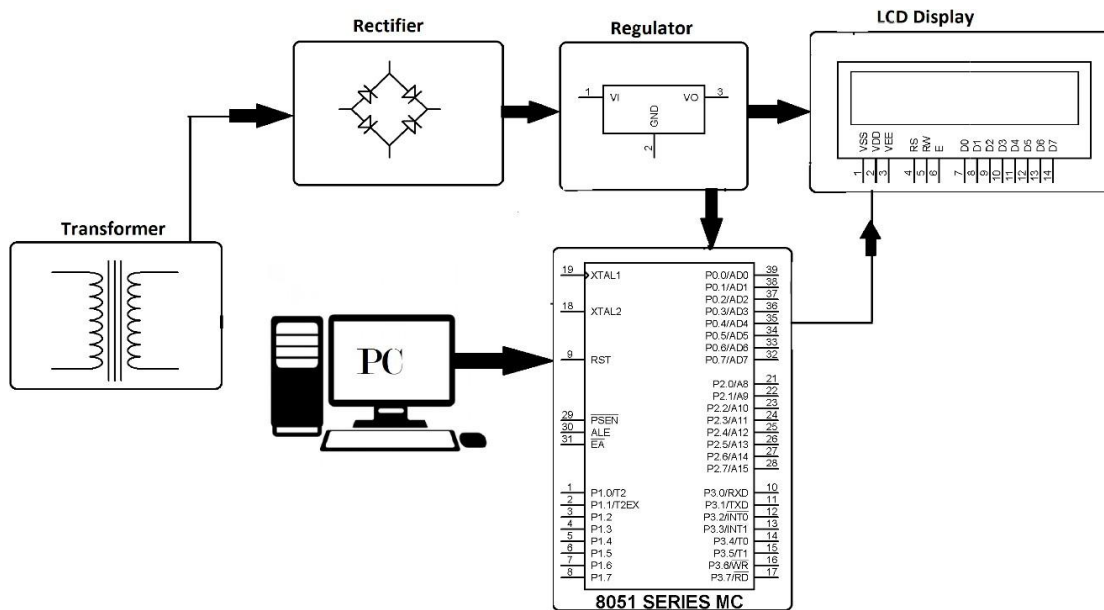 Rectifier
Regulator
LCD Display
1 VI VO 3
GND
2
VSS VDD VEE RS RW E D0 D1 D2 D3 D4 D5 D6 D7
1 2 3 4 5 6 7 8 9 10 11 12 13 14
Transformer
PC
19 XTAL1 P0.0/AD0 39
P0.1/AD1 38
P0.2/AD2 37
18 XTAL2 P0.3/AD3 36
P0.4/AD4 35
P0.5/AD5 34
P0.6/AD6 33
9 RST P0.7/AD7 32
P2.0/A8 21
P2.1/A9 22
P2.2/A10 23
29 PSEN P2.3/A11 24
30 ALE P2.4/A12 25
31 EA P2.5/A13 26
P2.6/A14 27
P2.7/A15 28
1 P1.0/T2 P3.0/RXD 10
2 P1.1/T2EX P3.1/TXD 11
3 P1.2 P3.2/INT0 12
4 P1.3 P3.3/INT1 13
5 P1.4 P3.4/T0 14
6 P1.5 P3.5/T1 15
7 P1.6 P3.6/WR 16
8 P1.7 P3.7/RD 17
8051 SERIES MC